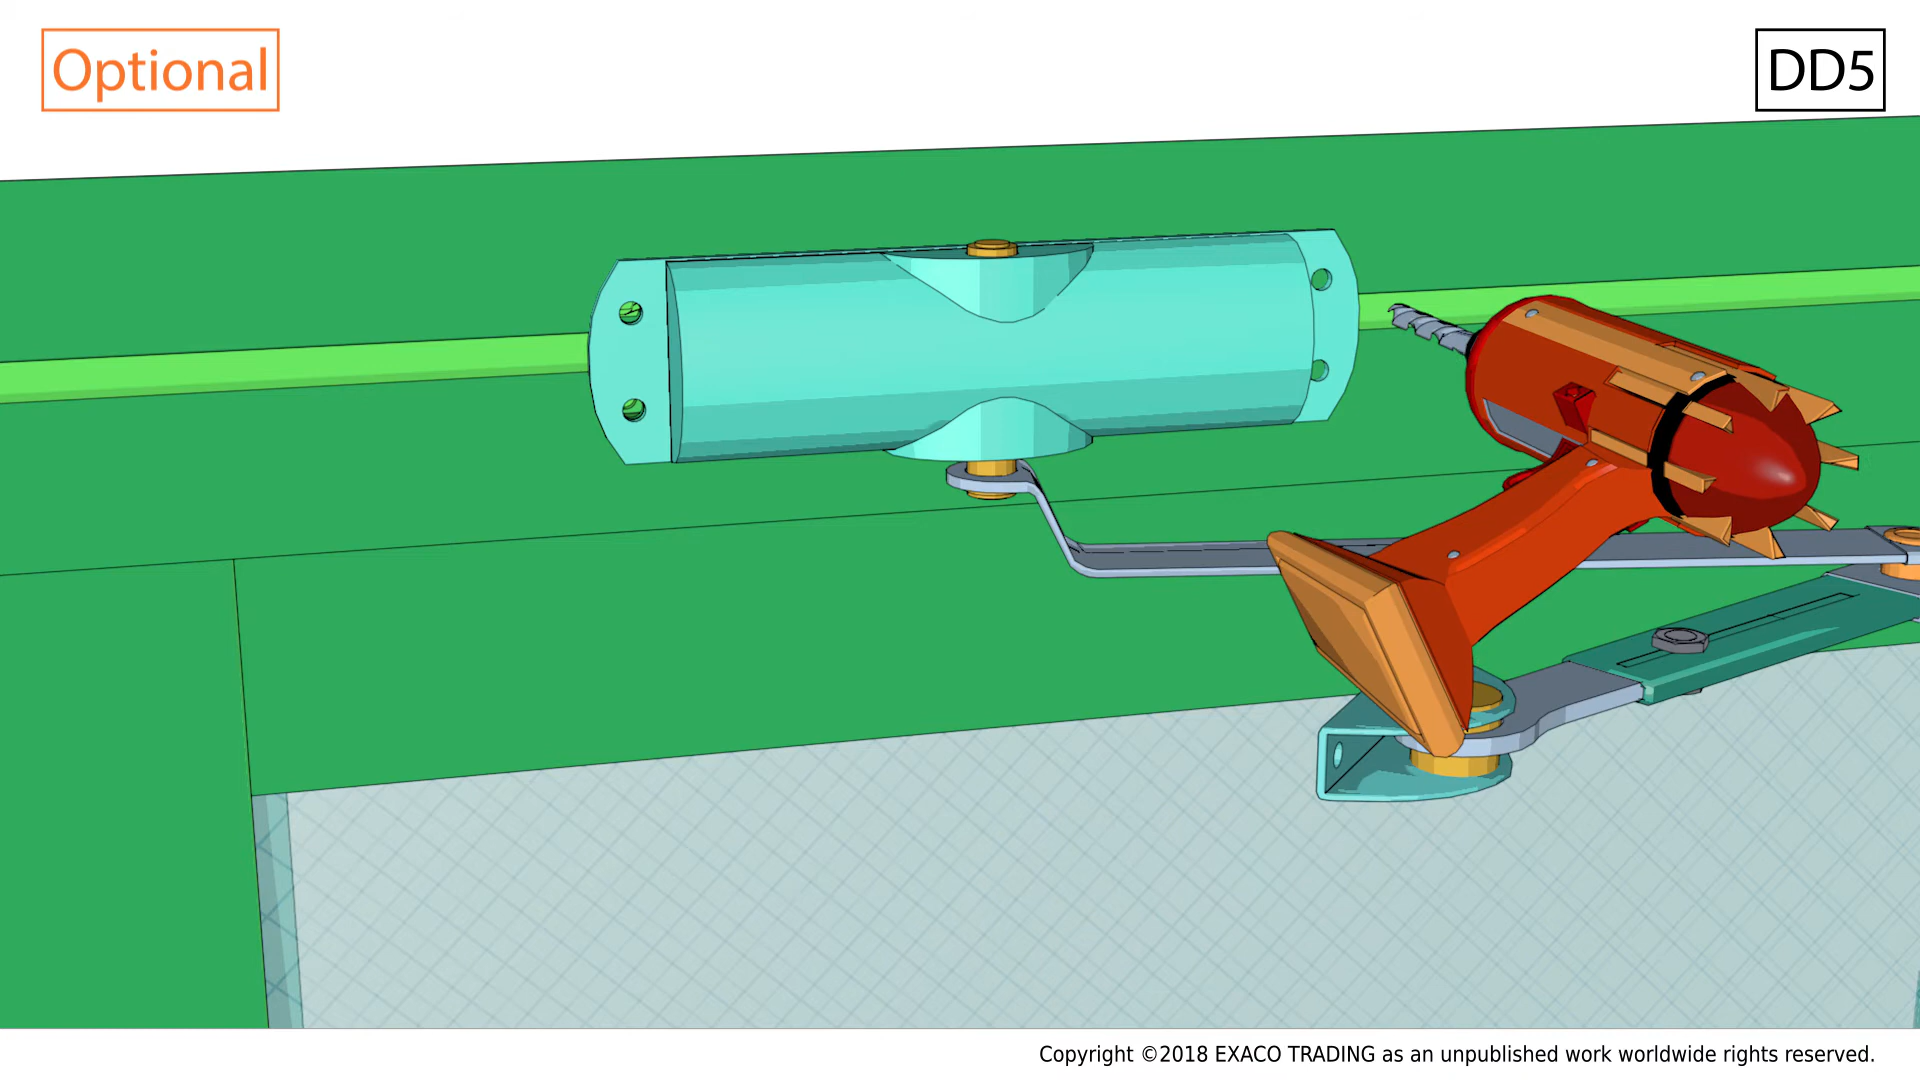 Optional
DD5
Copyright ©2018 EXACO TRADING as an unpublished work worldwide rights reserved.